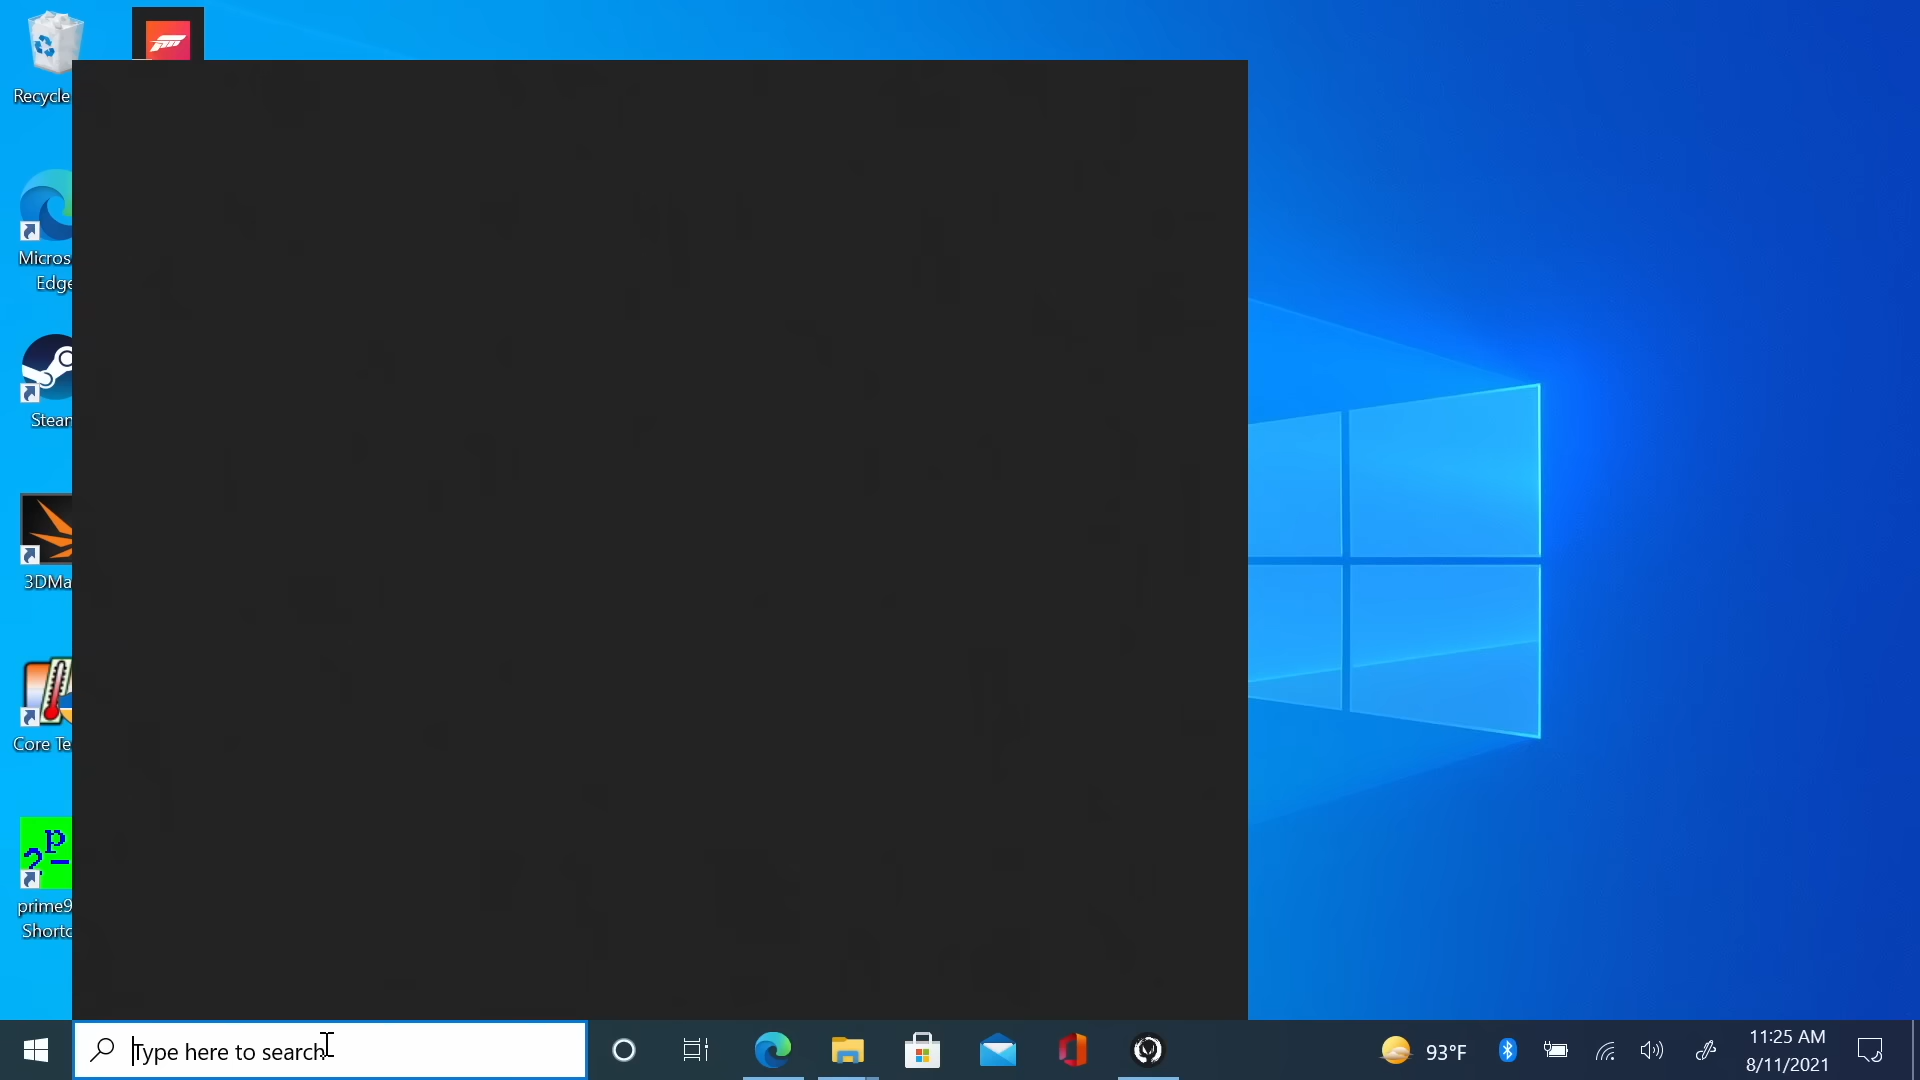 Recycle
Micros
Edge
Stear
3DMa
Core Te
prime9
Shortc
Type here to search
93°F
11:25 AM
8/11/2021